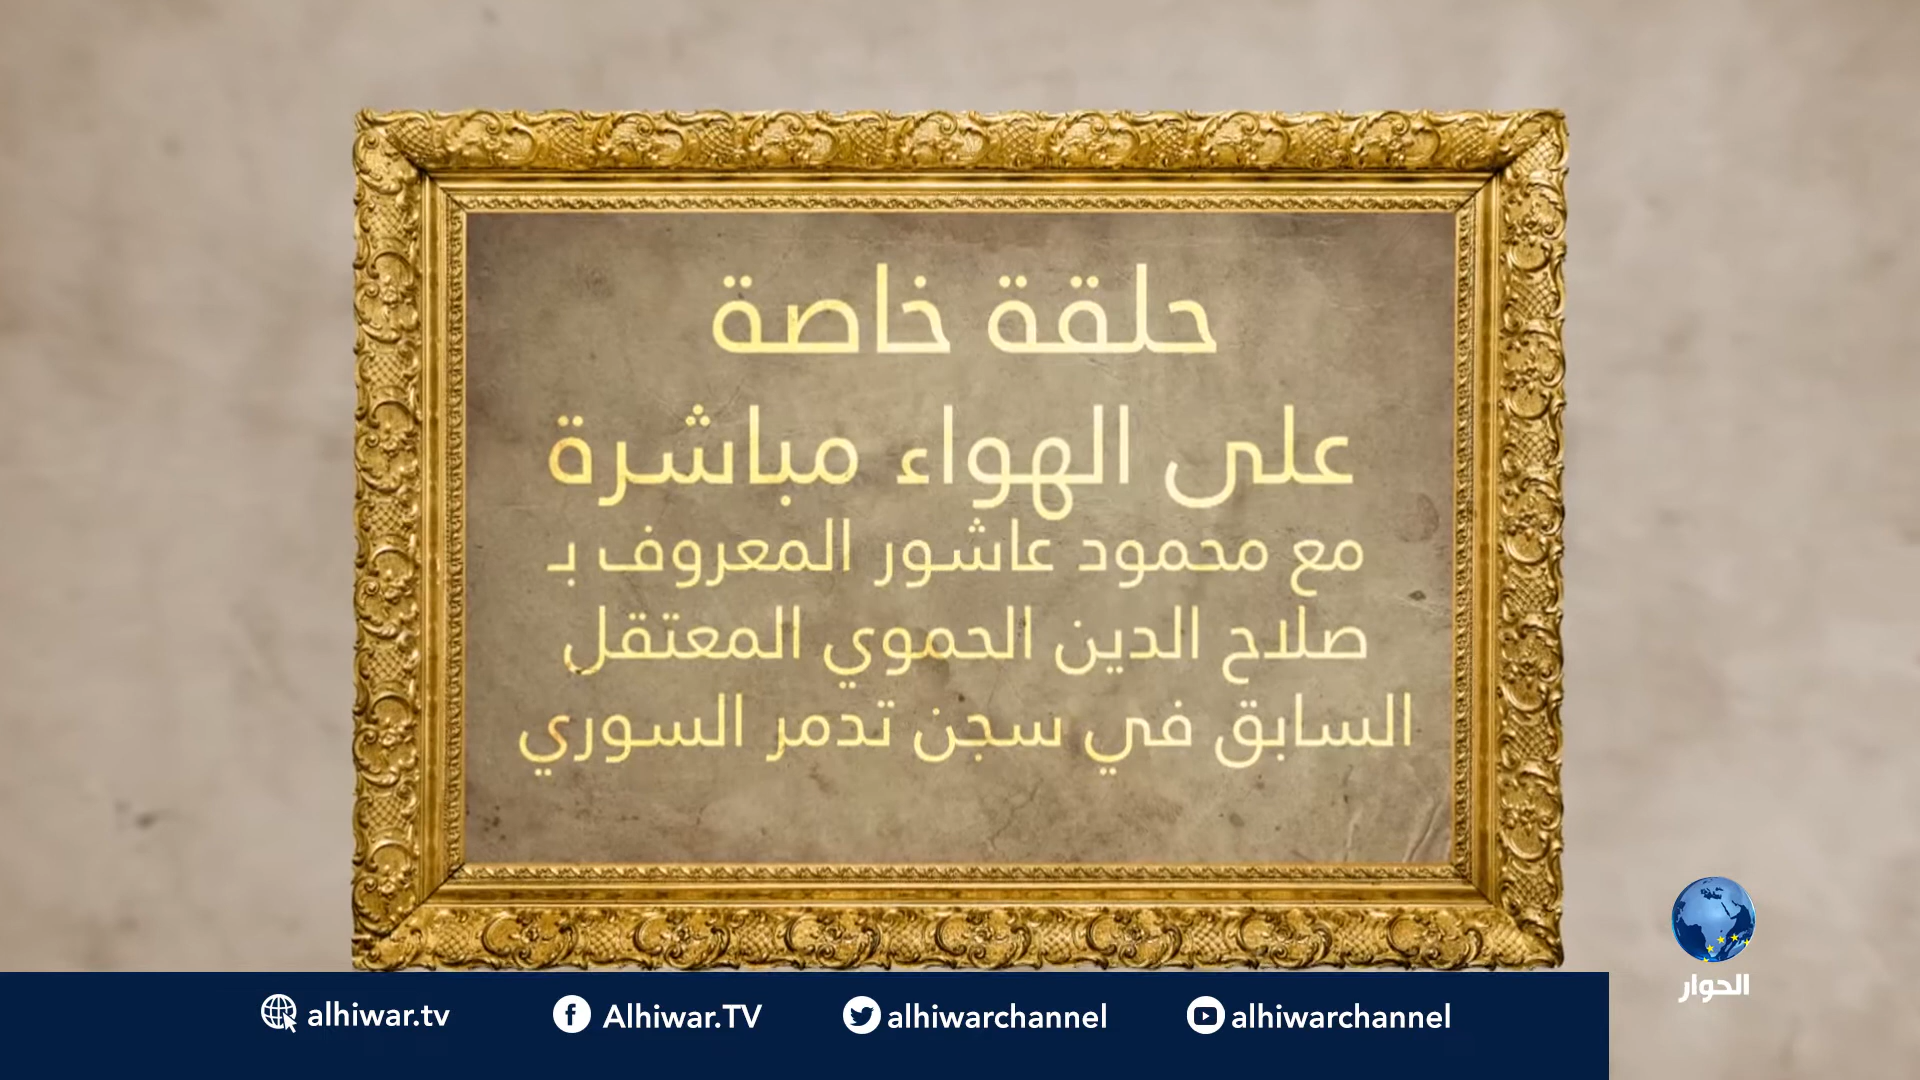 حلقة خاصة
على الهواء مباشرة
مع محمود عاشور المعروف بـ
صلاح الدين الحموي المعتقل
السابق في سجن تدمر السوري
الحوار
alhiwar.tv Alhiwar.TV alhiwarchannel alhiwarchannel